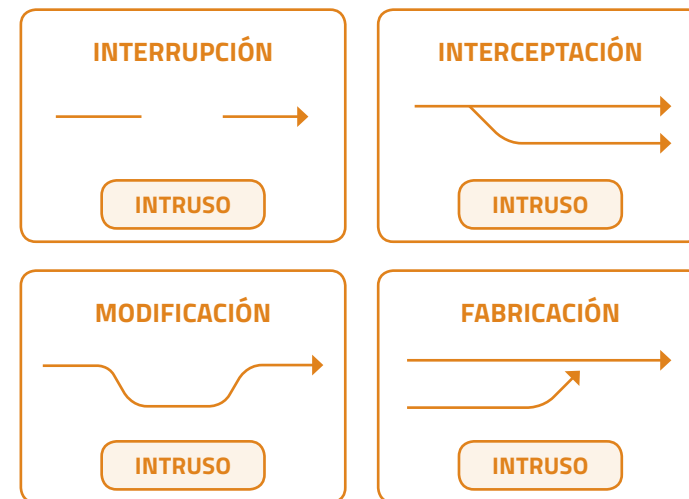 INTERRUPCIÓN
INTRUSO
INTERCEPTACIÓN
INTRUSO
MODIFICACIÓN
INTRUSO
FABRICACIÓN
INTRUSO